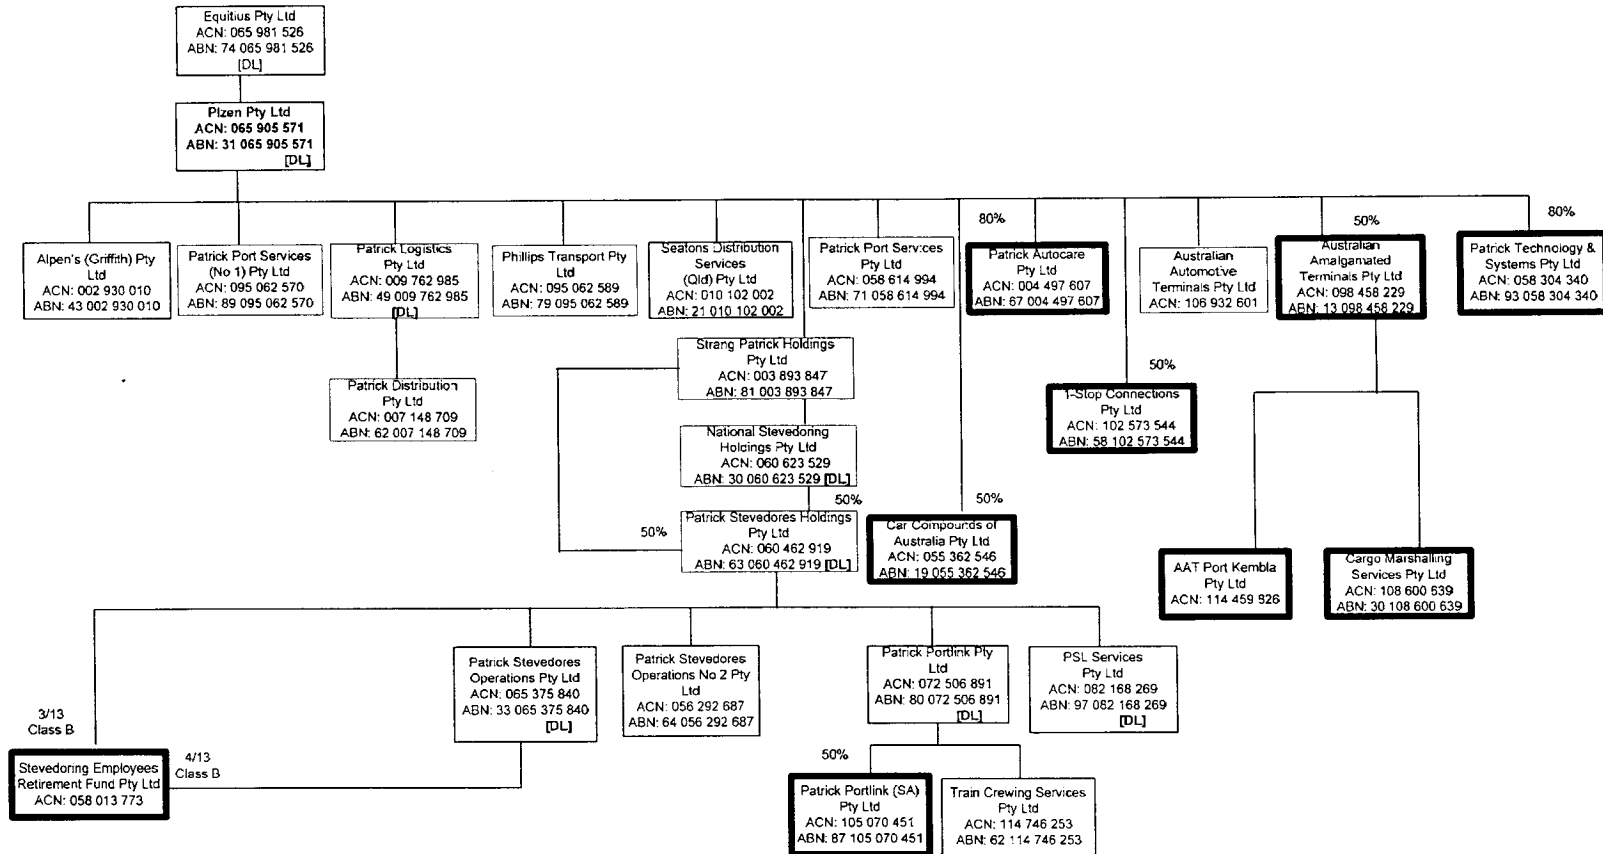 Equitius Pty Ltd
ACN: 065 981 526
ABN: 74 065 981 526
[DL]
Plzen Pty Ltd
ACN: 065 905 571
ABN: 31 065 905 571
[DL]
Alpen's (Griffith) Pty
Ltd
ACN: 002 930 010
ABN: 43 002 930 010
Patrick Port Services
(No 1) Pty Ltd
ACN: 095 062 570
ABN: 89 095 062 570
Patrick Logistics
Pty Ltd
ACN: 009 762 985
ABN: 49 009 762 985
[DL]
Phillips Transport Pty
Ltd
ACN: 095 062 589
ABN: 79 095 062 589
Seatons Distribution
Services
(Qld) Pty Ltd
ACN: 010 102 002
ABN: 21 010 102 002
Patrick Port Services
Pty Ltd
ACN: 058 614 994
ABN: 71 058 614 994
80%
Patrick Autocare
Pty Ltd
ACN: 004 497 607
ABN: 67 004 497 607
Australian
Automotive
Terminals Pty Ltd
ACN: 106 932 601
50%
Australian
Amalgamated
Terminals Pty Ltd
ACN: 098 458 229
ABN: 13 098 458 229
80%
Patrick Technology &
Systems Pty Ltd
ACN: 058 304 340
ABN: 93 058 304 340
Patrick Distribution
Pty Ltd
ACN: 007 148 709
ABN: 62 007 148 709
Strang Patrick Holdings
Pty Ltd
ACN: 003 893 847
ABN: 81 003 893 847
50%
1-Stop Connections
Pty Ltd
ACN: 102 573 544
ABN: 58 102 573 544
National Stevedoring
Holdings Pty Ltd
ACN: 060 623 529
ABN: 30 060 623 529 [DL]
50%
50%
Patrick Stevedores Holdings
Pty Ltd
ACN: 060 462 919
ABN: 63 060 462 919 [DL]
50%
Car Compounds of
Australia Pty Ltd
ACN: 055 362 546
ABN: 19 055 362 546
AAT Port Kembla
Pty Ltd
ACN: 114 459 826
Cargo Marshalling
Services Pty Ltd
ACN: 108 600 639
ABN: 30 108 600 639
Patrick Stevedores
Operations Pty Ltd
ACN: 065 375 840
ABN: 33 065 375 840
[DL]
Patrick Stevedores
Operations No 2 Pty
Ltd
ACN: 056 292 687
ABN: 64 056 292 687
Patrick Portlink Pty
Ltd
ACN: 072 506 891
ABN: 80 072 506 891
[DL]
PSL Services
Pty Ltd
ACN: 082 168 269
ABN: 97 082 168 269
[DL]
3/13
Class B
Stevedoring Employees
Retirement Fund Pty Ltd
ACN: 058 013 773
4/13
Class B
50%
Patrick Portlink (SA)
Pty Ltd
ACN: 105 070 451
ABN: 87 105 070 451
Train Crewing Services
Pty Ltd
ACN: 114 746 253
ABN: 62 114 746 253